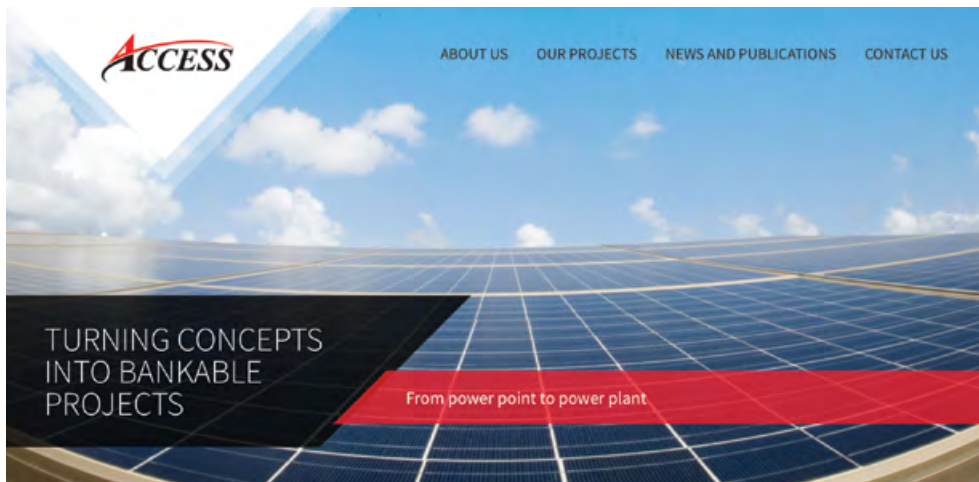 ACCESS
ABOUT US OUR PROJECTS NEWS AND PUBLICATIONS CONTACT US
TURNING CONCEPTS
INTO BANKABLE
PROJECTS
From power point to power plant